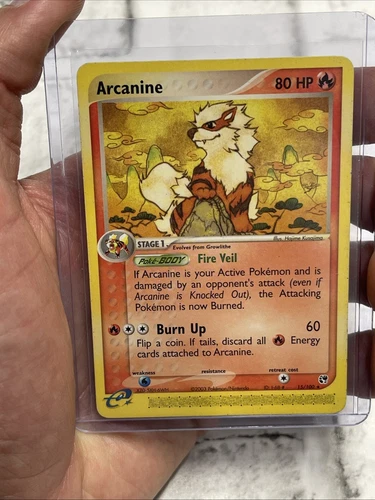 Arcanine 80 HP
STAGE 1 Evolves from Growlithe Illus. Hajime Kusajima
Poké-BODY Fire Veil
If Arcanine is your Active Pokémon and is
damaged by an opponent's attack (even if
Arcanine is Knocked Out), the Attacking
Pokémon is now Burned.
Burn Up 60
Flip a coin. If tails, discard all Energy
cards attached to Arcanine.
weakness resistance retreat cost
e